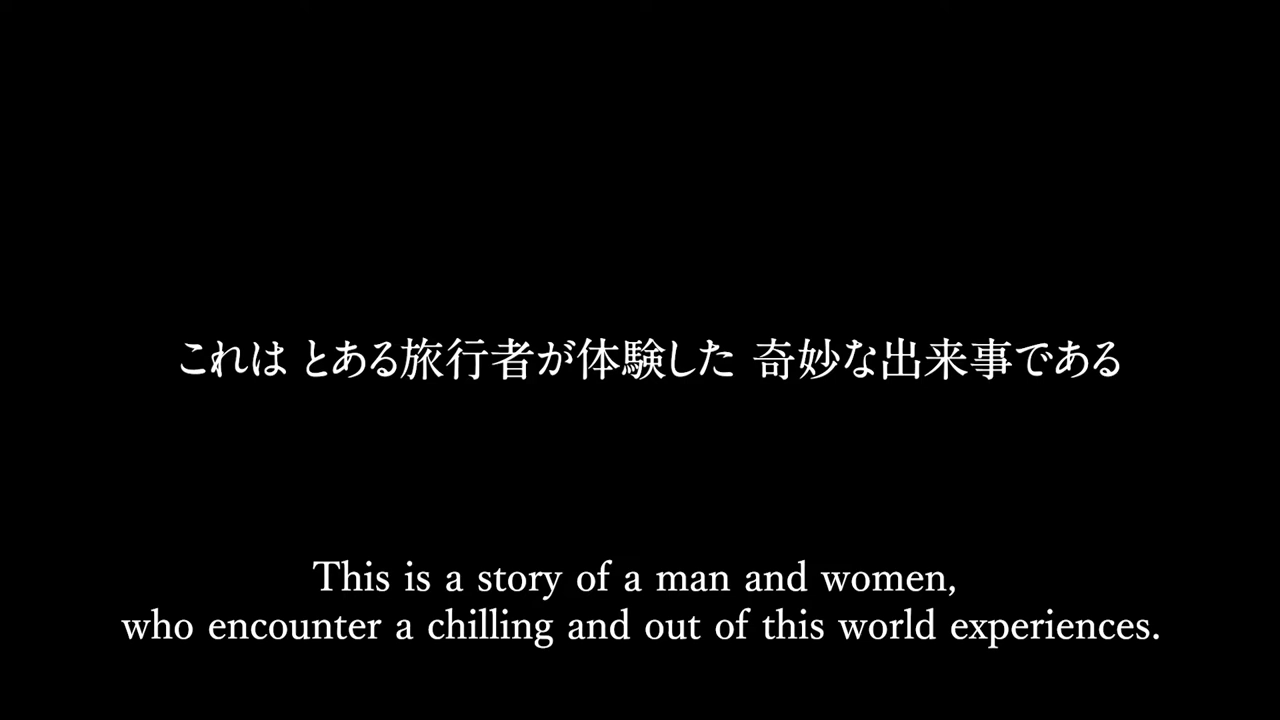 これは とある旅行者が体験した 奇妙な出来事である
This is a story of a man and women,
who encounter a chilling and out of this world experiences.